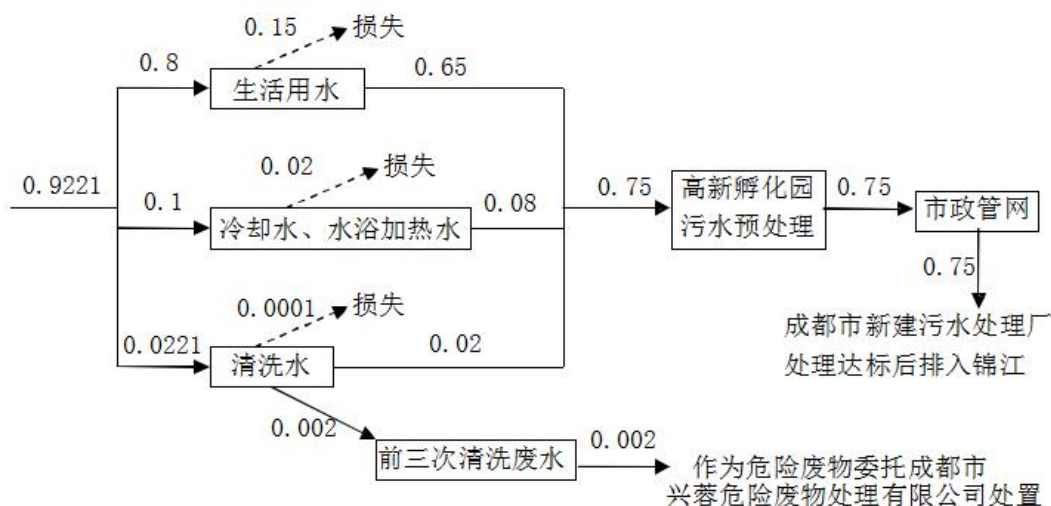 0.15
损失
0.8
0.65
生活用水
0.02
损失
0.9221
0.1
0.08
冷却水、水浴加热水
0.75
高新孵化园
污水预处理
0.75
市政管网
0.75
0.0001
损失
0.0221
0.02
清洗水
成都市新建污水处理厂
处理达标后排入锦江
0.002
前三次清洗废水
0.002
作为危险废物委托成都市
兴蓉危险废物处理有限公司处置